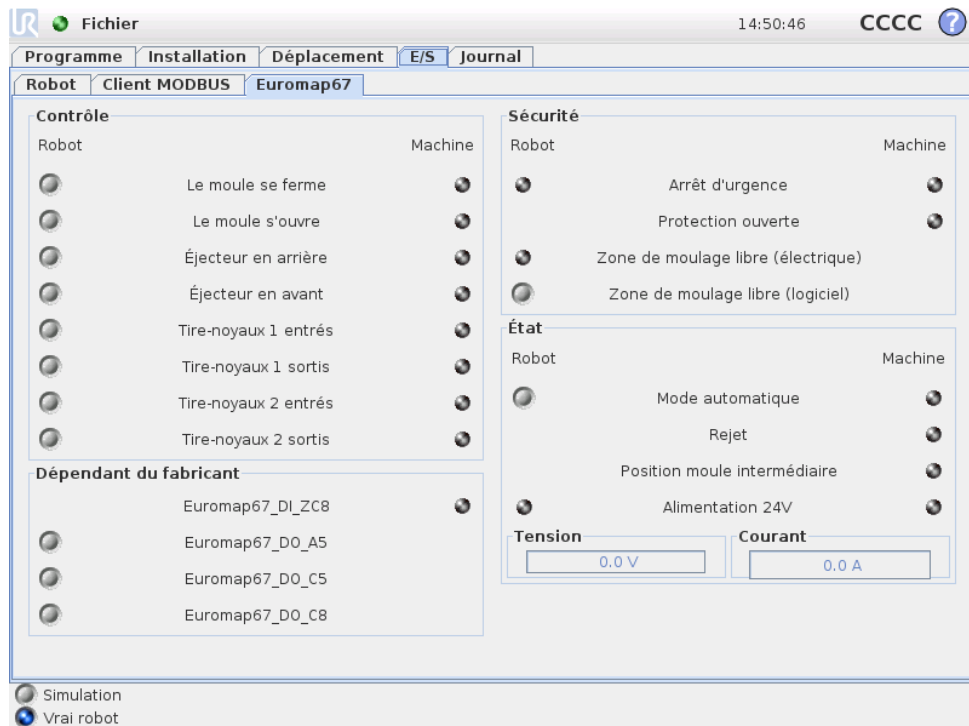 UR Fichier 14:50:46 CCCC ?
Programme Installation Déplacement E/S Journal
Robot Client MODBUS Euromap67
Contrôle
Robot Machine
Le moule se ferme
Le moule s'ouvre
Éjecteur en arrière
Éjecteur en avant
Tire-noyaux 1 entrés
Tire-noyaux 1 sortis
Tire-noyaux 2 entrés
Tire-noyaux 2 sortis
Dépendant du fabricant
Euromap67_DI_ZC8
Euromap67_DO_A5
Euromap67_DO_C5
Euromap67_DO_C8
Sécurité
Robot Machine
Arrêt d'urgence
Protection ouverte
Zone de moulage libre (électrique)
Zone de moulage libre (logiciel)
État
Robot Machine
Mode automatique
Rejet
Position moule intermédiaire
Alimentation 24V
Tension Courant
0.0 V 0.0 A
Simulation
Vrai robot